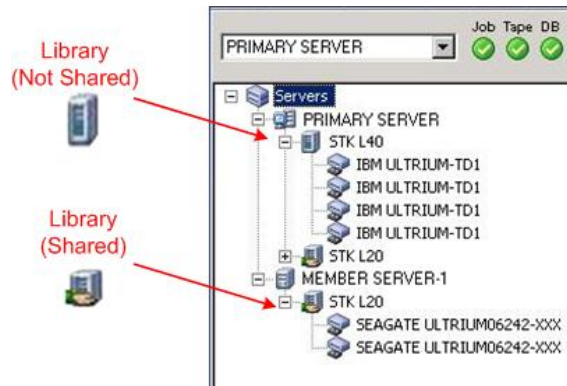 Library
(Not Shared)
Library
(Shared)
Job Tape DB
PRIMARY SERVER
Servers
PRIMARY SERVER
STK L40
IBM ULTRIUM-TD1
IBM ULTRIUM-TD1
IBM ULTRIUM-TD1
IBM ULTRIUM-TD1
STK L20
MEMBER SERVER-1
STK L20
SEAGATE ULTRIUM06242-XXX
SEAGATE ULTRIUM06242-XXX